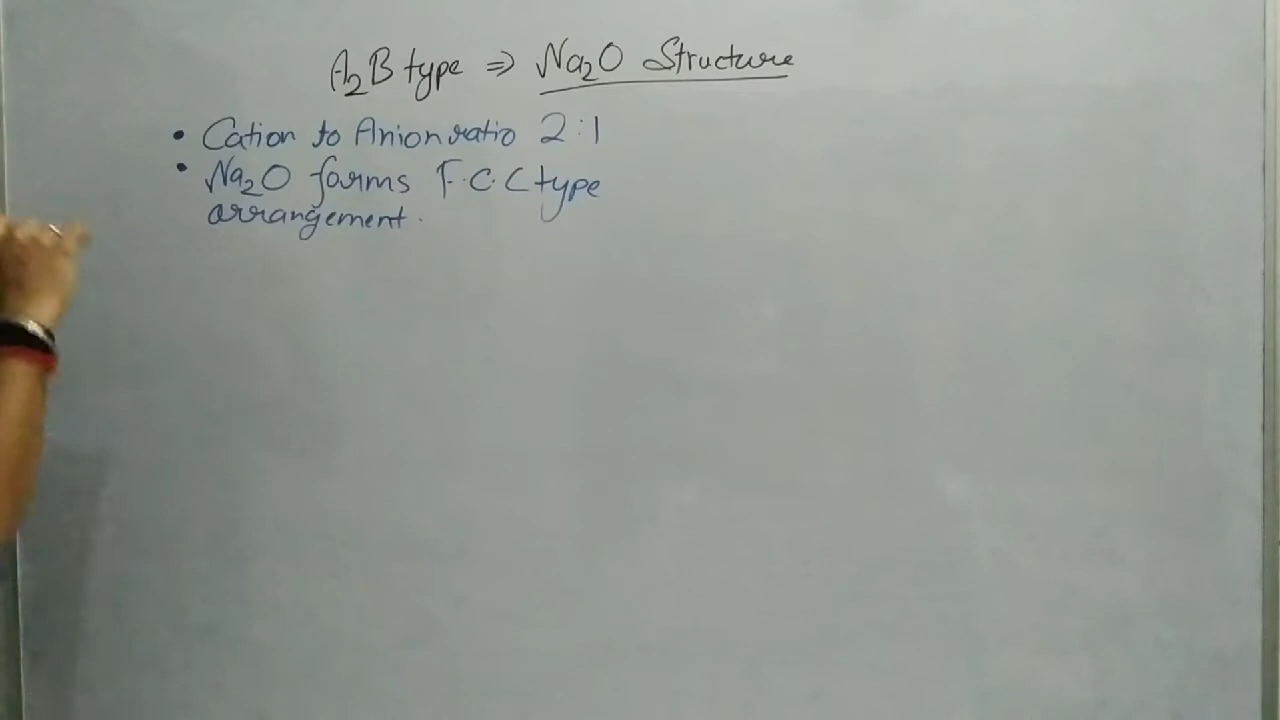 A₂B type ⇒ Na₂O Structure
• Cation to Anion ratio 2:1
• Na₂O forms F.C.C type
arrangement.